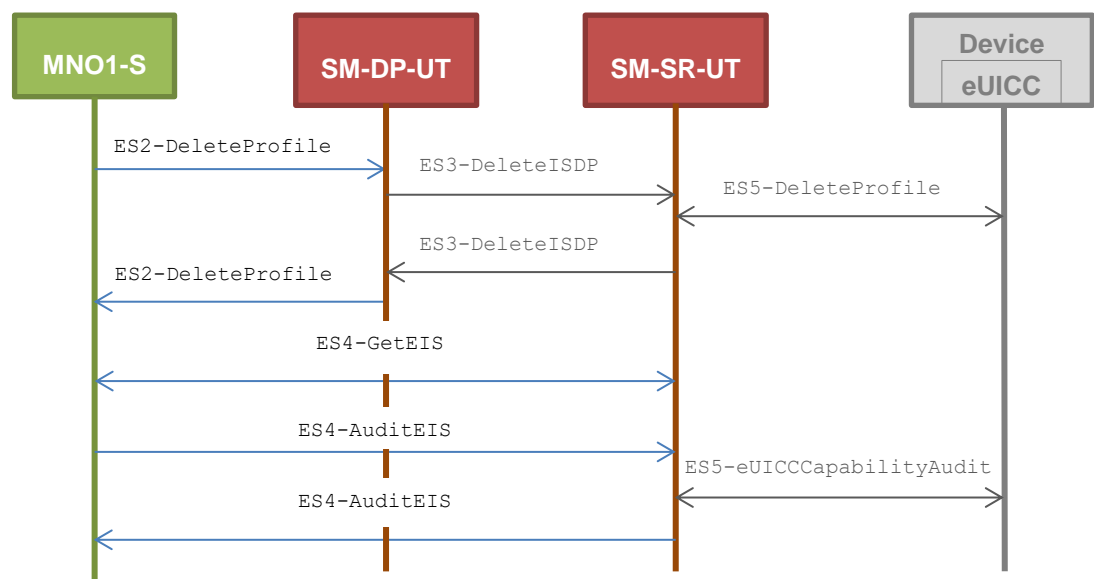 MNO1-S
SM-DP-UT
SM-SR-UT
Device
eUICC
ES2-DeleteProfile
ES3-DeleteISDP
ES5-DeleteProfile
ES3-DeleteISDP
ES2-DeleteProfile
ES4-GetEIS
ES4-AuditEIS
ES5-eUICCCapabilityAudit
ES4-AuditEIS